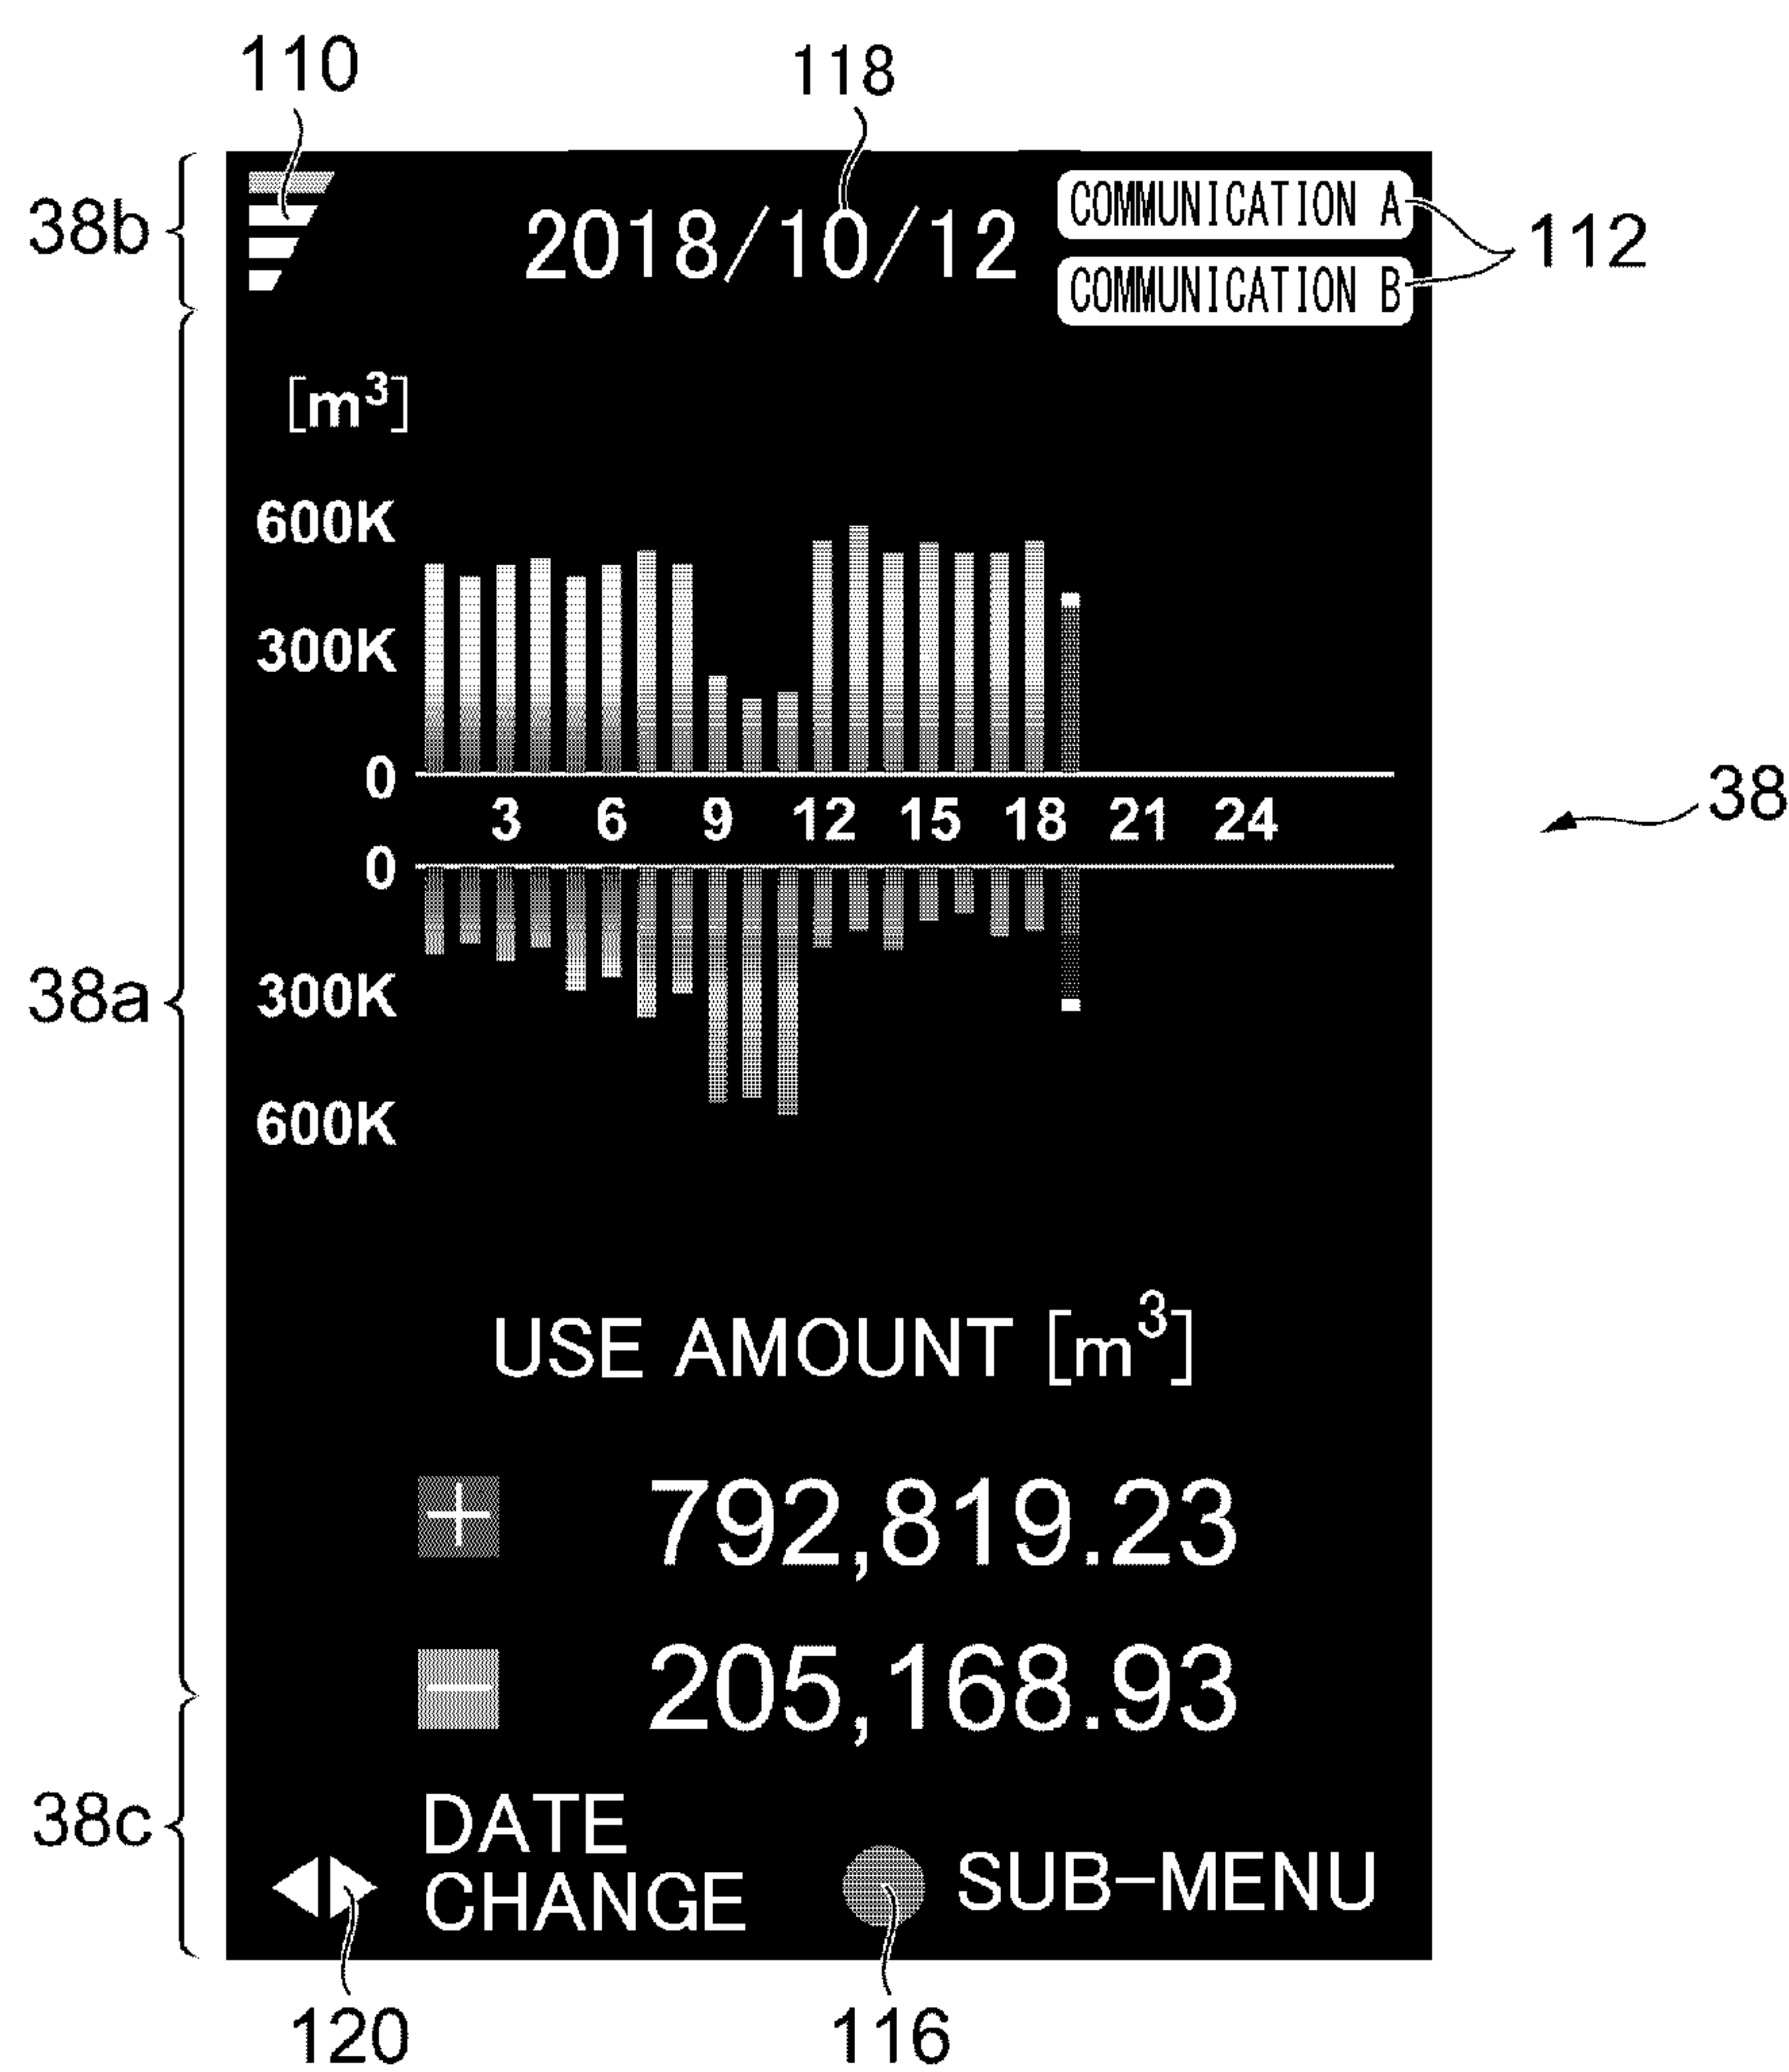 110
118
38b
2018/10/12
COMMUNICATION A
COMMUNICATION B
112
[m³]
600K
300K
0
3 6 9 12 15 18 21 24
38
0
300K
38a
600K
USE AMOUNT [m³]
+ 792,819.23
− 205,168.93
38c
DATE
CHANGE
SUB-MENU
120
116